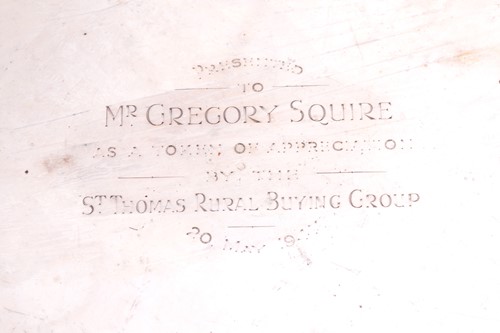 PRESENTED
TO
MR GREGORY SQUIRE
AS A TOKEN OF APPRECIATION
BY THE
ST THOMAS RURAL BUYING GROUP
20 MAY